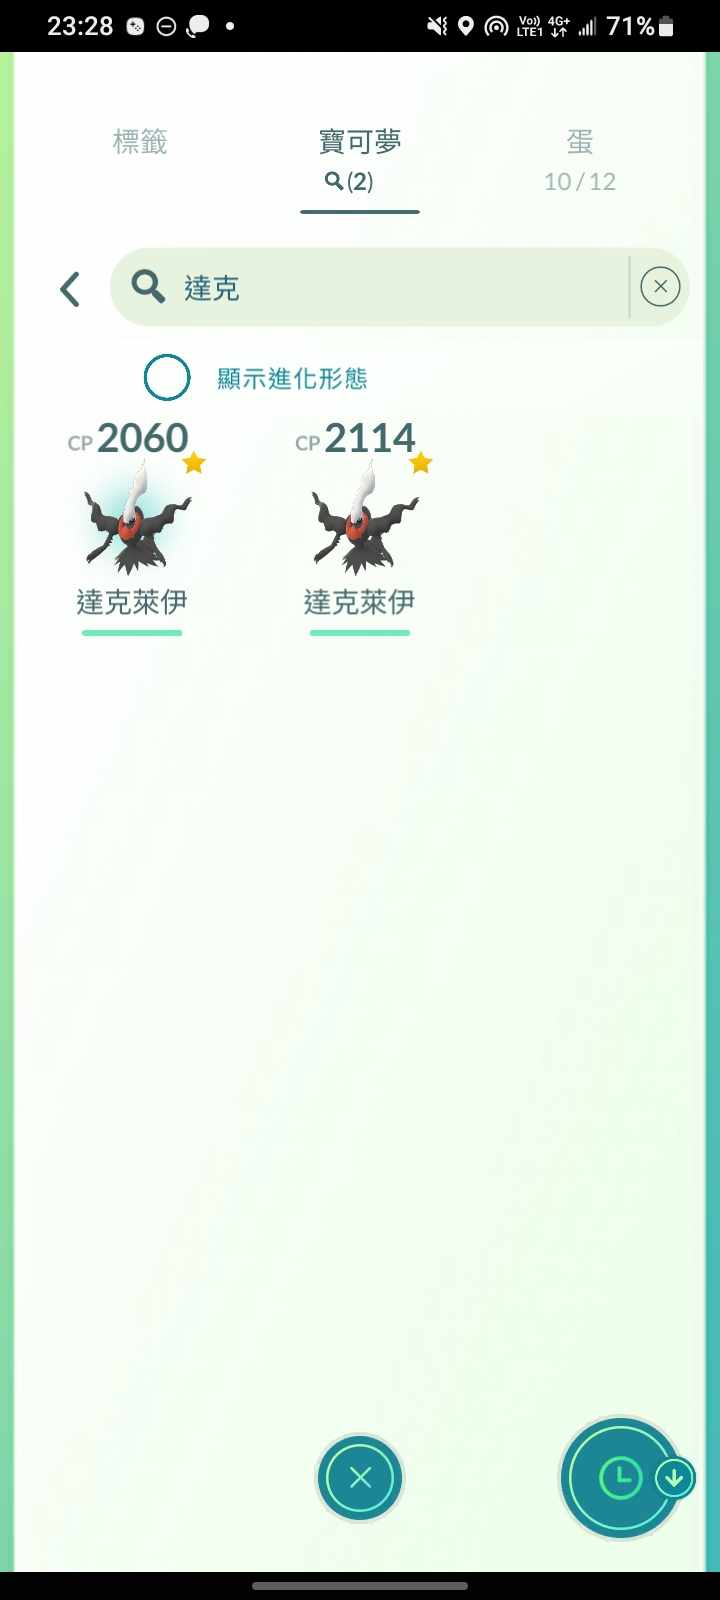 23:28
Vo)) 4G+
LTE1
71%
標籤
寶可夢
蛋
(2)
10 / 12
達克
顯示進化形態
CP 2060
CP 2114
達克萊伊
達克萊伊